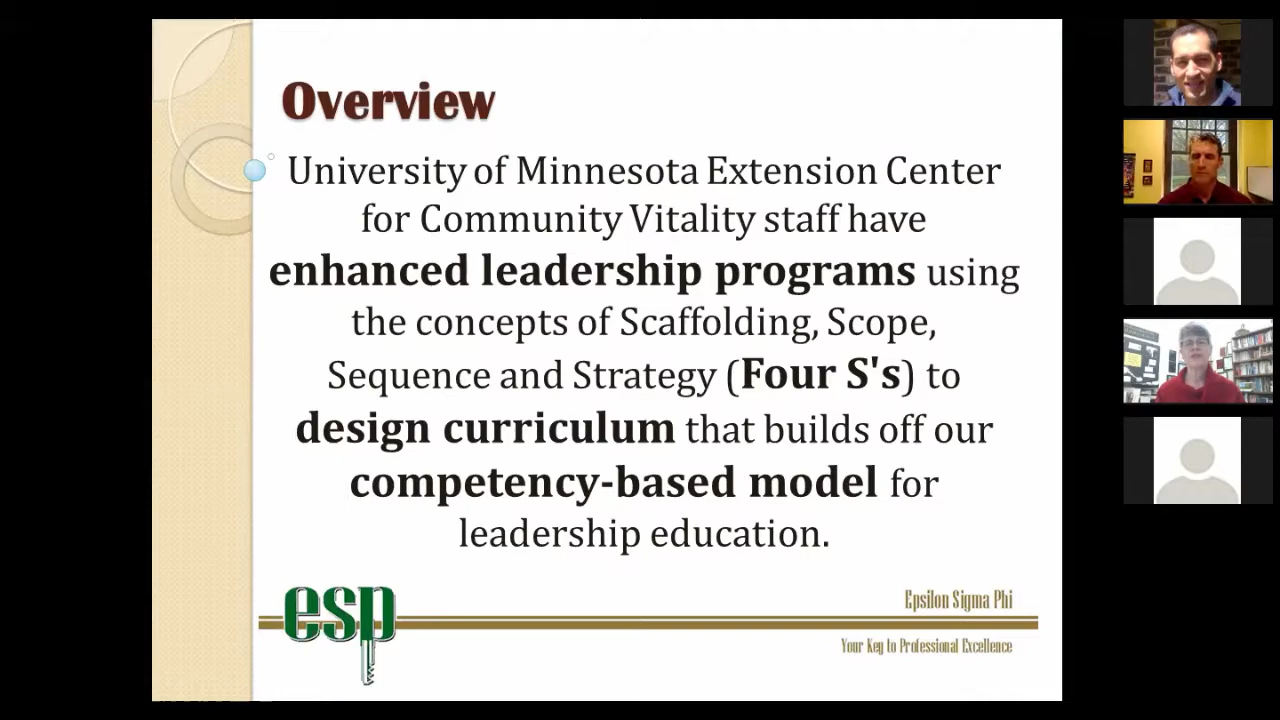 Overview
University of Minnesota Extension Center
for Community Vitality staff have
enhanced leadership programs using
the concepts of Scaffolding, Scope,
Sequence and Strategy (Four S's) to
design curriculum that builds off our
competency-based model for
leadership education.
esp
Epsilon Sigma Phi
Your Key to Professional Excellence